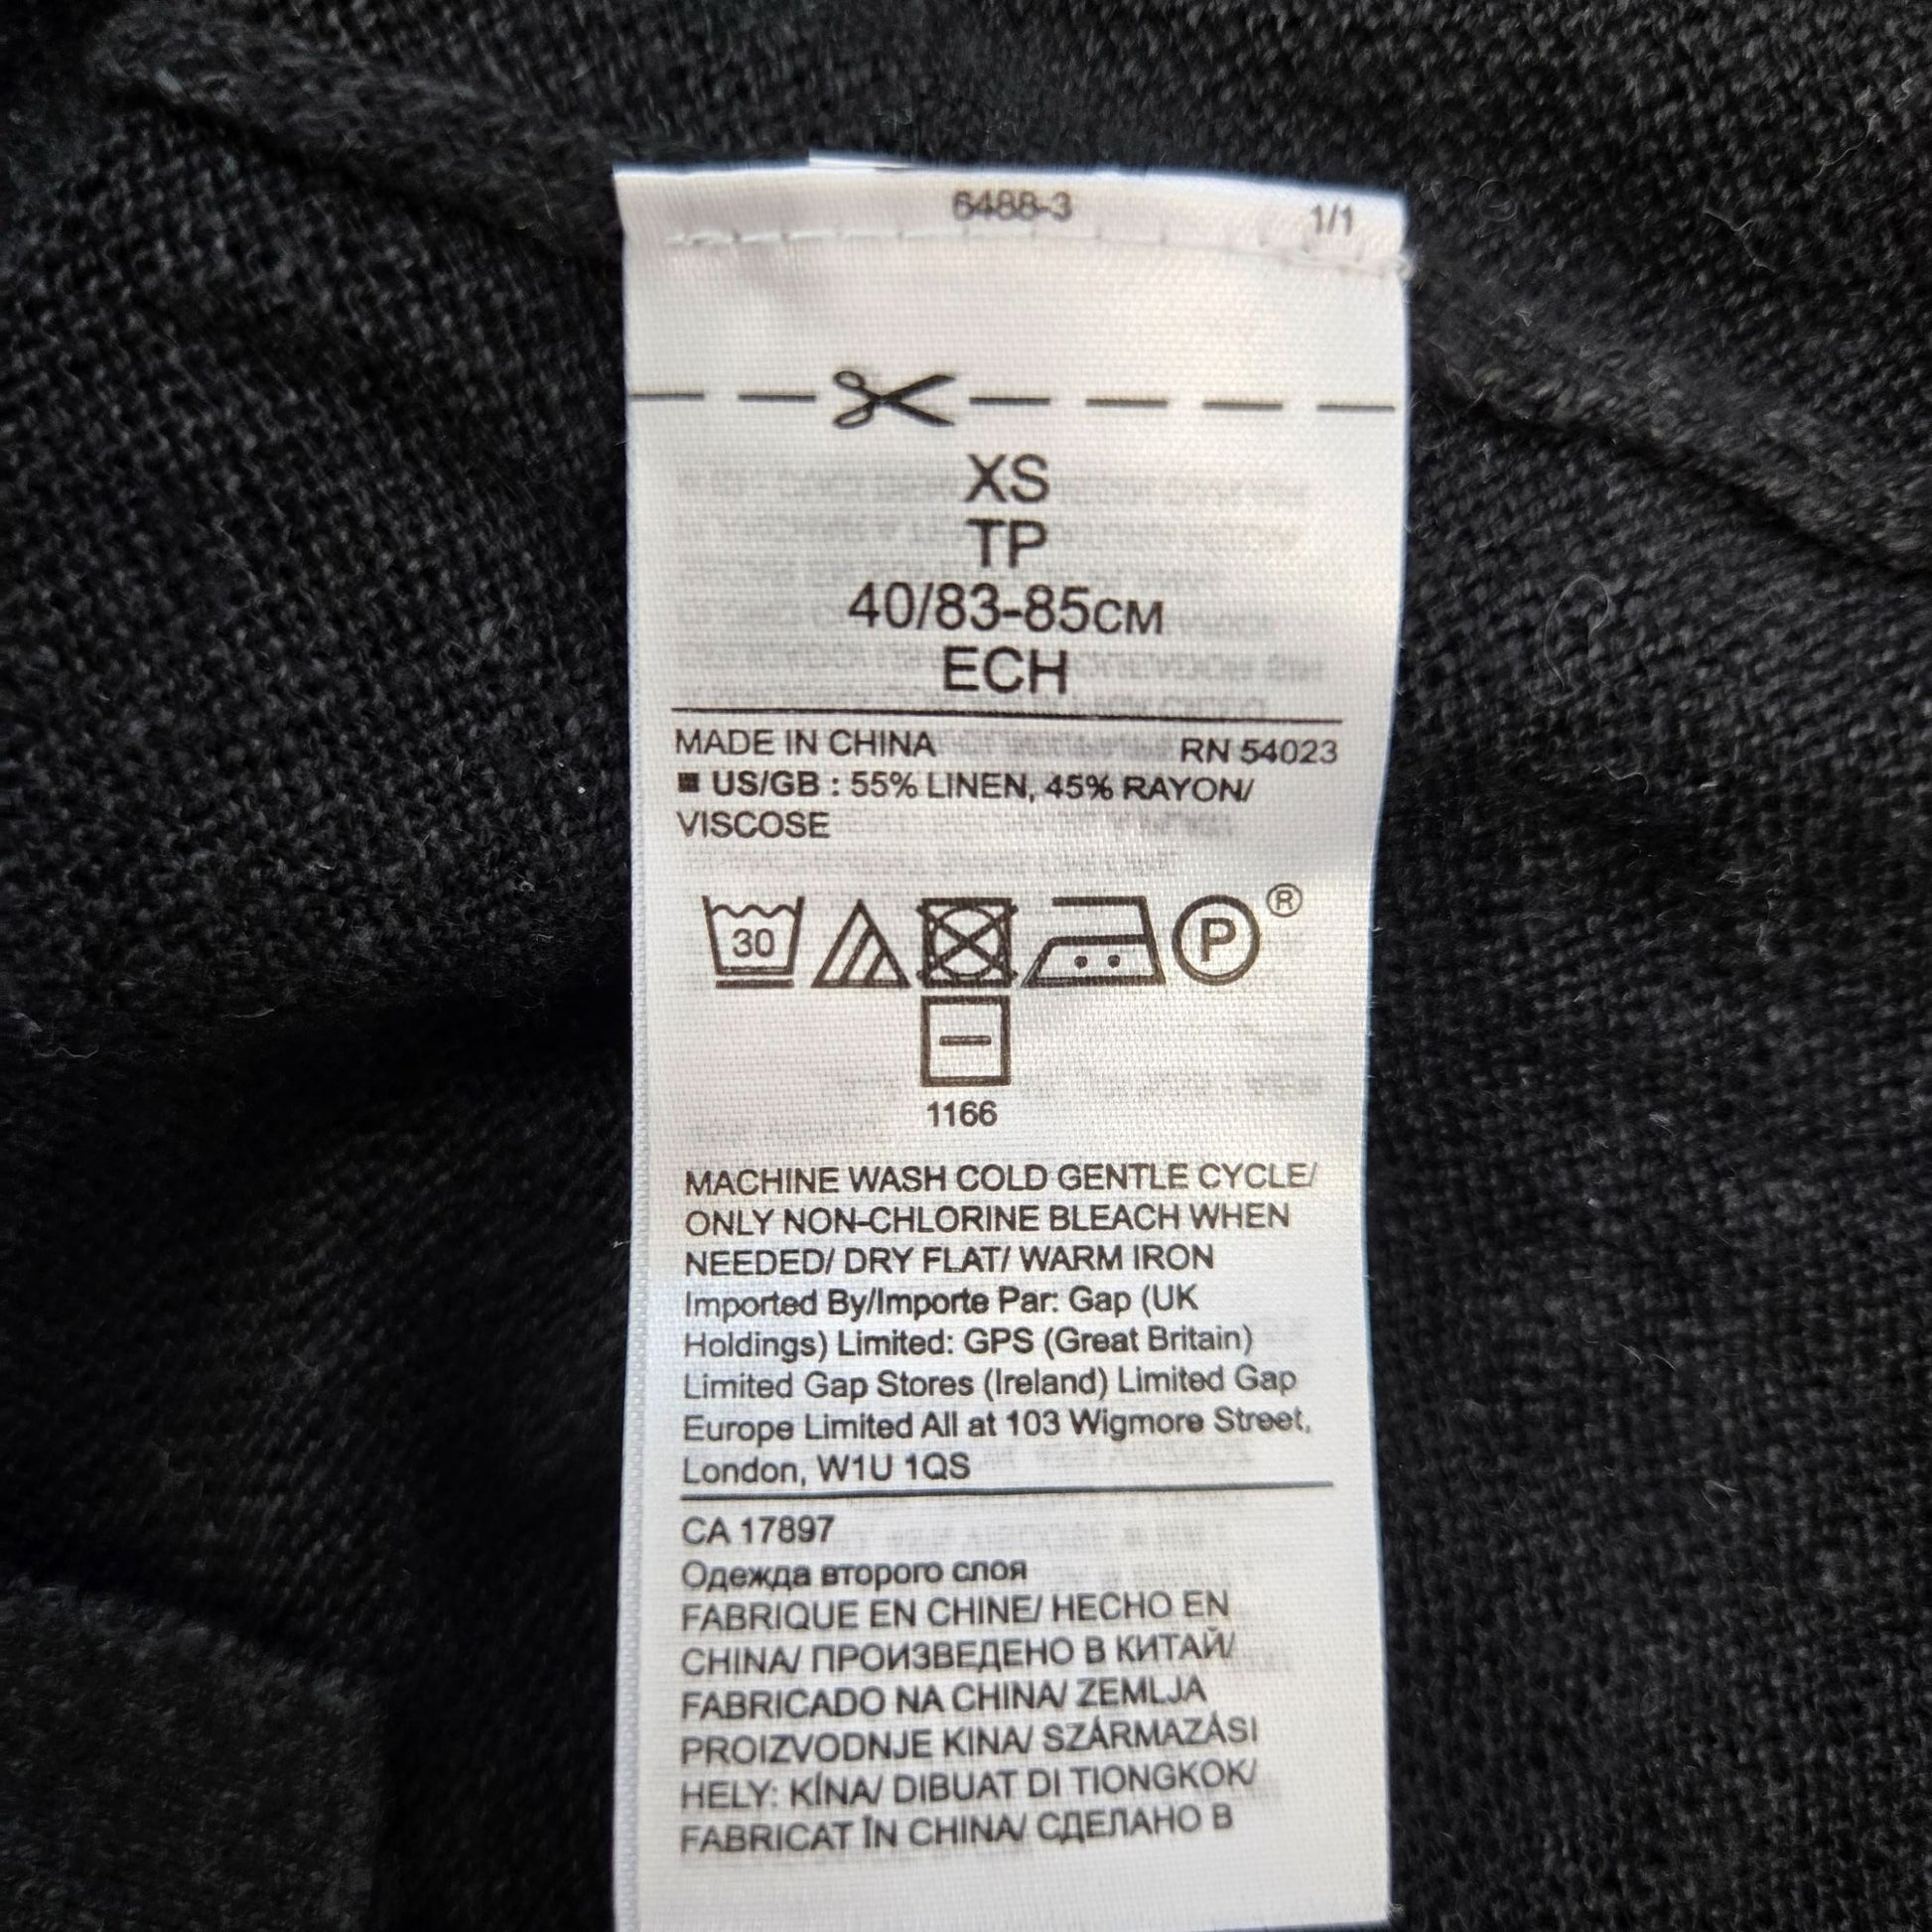 6488-3
1/1
XS
TP
40/83-85CM
ECH
MADE IN CHINA RN 54023
US/GB : 55% LINEN, 45% RAYON/
VISCOSE
30
P ®
1166
MACHINE WASH COLD GENTLE CYCLE/
ONLY NON-CHLORINE BLEACH WHEN
NEEDED/ DRY FLAT/ WARM IRON
Imported By/Importe Par: Gap (UK
Holdings) Limited: GPS (Great Britain)
Limited Gap Stores (Ireland) Limited Gap
Europe Limited All at 103 Wigmore Street,
London, W1U 1QS
CA 17897
Одежда второго слоя
FABRIQUE EN CHINE/ HECHO EN
CHINA/ ПРОИЗВЕДЕНО В КИТАЙ/
FABRICADO NA CHINA/ ZEMLJA
PROIZVODNJE KINA/ SZÁRMAZÁSI
HELY: KÍNA/ DIBUAT DI TIONGKOK/
FABRICAT ÎN CHINA/ СДЕЛАНО В